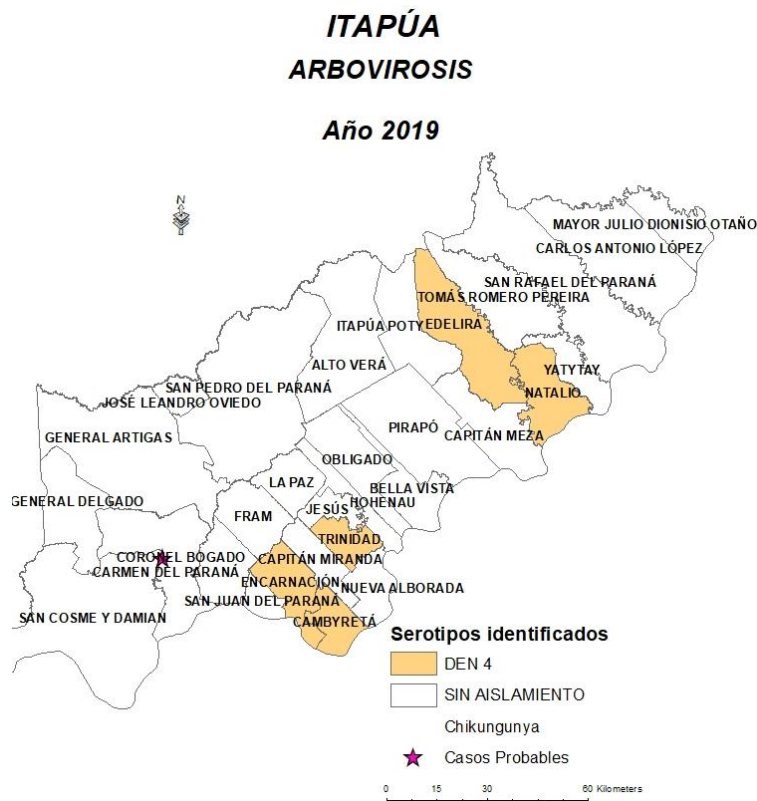 ITAPÚA
ARBOVIROSIS
Año 2019
N
MAYOR JULIO DIONISIO OTAÑO
CARLOS ANTONIO LÓPEZ
SAN RAFAEL DEL PARANÁ
TOMÁS ROMERO PEREIRA
ITAPÚA POTY
EDELIRA
ALTO VERÁ
YATYTAY
SAN PEDRO DEL PARANÁ
NATALIO
JOSÉ LEANDRO OVIEDO
PIRAPÓ
CAPITÁN MEZA
GENERAL ARTIGAS
OBLIGADO
LA PAZ
BELLA VISTA
GENERAL DELGADO
JESÚS
HOHENAU
FRAM
TRINIDAD
CORONEL BOGADO
CAPITÁN MIRANDA
CARMEN DEL PARANÁ
ENCARNACIÓN
NUEVA ALBORADA
SAN JUAN DEL PARANÁ
SAN COSME Y DAMIAN
CAMBYRETÁ
Serotipos identificados
DEN 4
SIN AISLAMIENTO
Chikungunya
Casos Probables
0 15 30 60 Kilometers